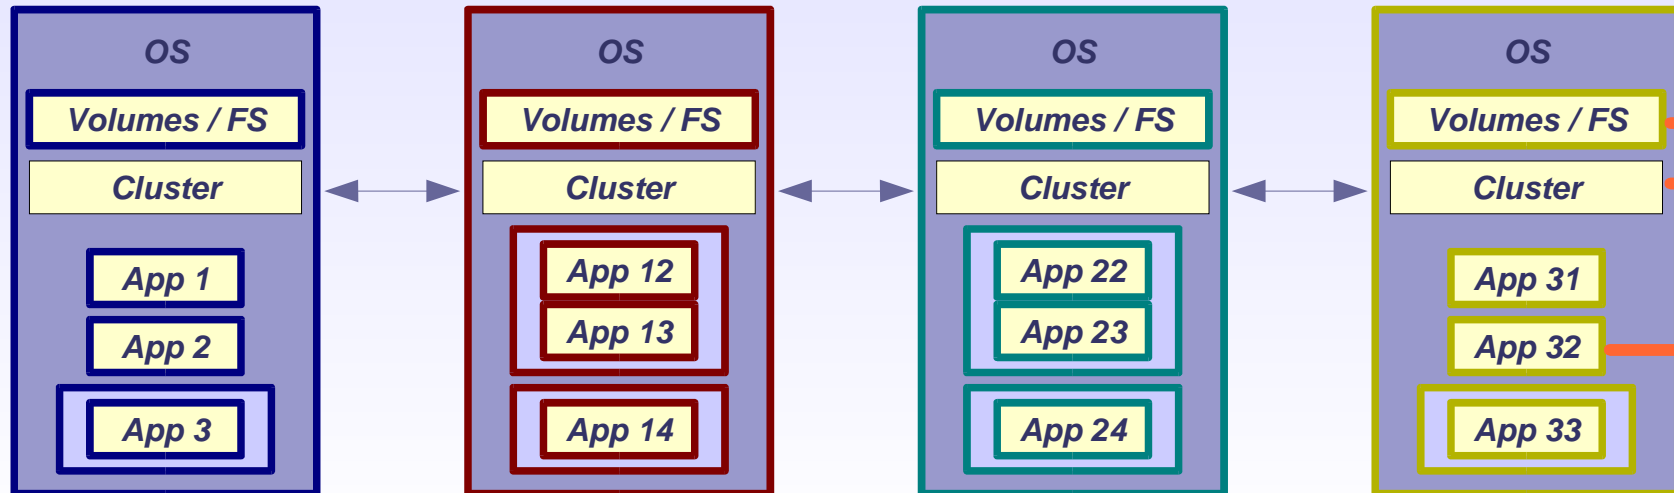 OS
Volumes / FS
Cluster
App 1
App 2
App 3
OS
Volumes / FS
Cluster
App 12
App 13
App 14
OS
Volumes / FS
Cluster
App 22
App 23
App 24
OS
Volumes / FS
Cluster
App 31
App 32
App 33